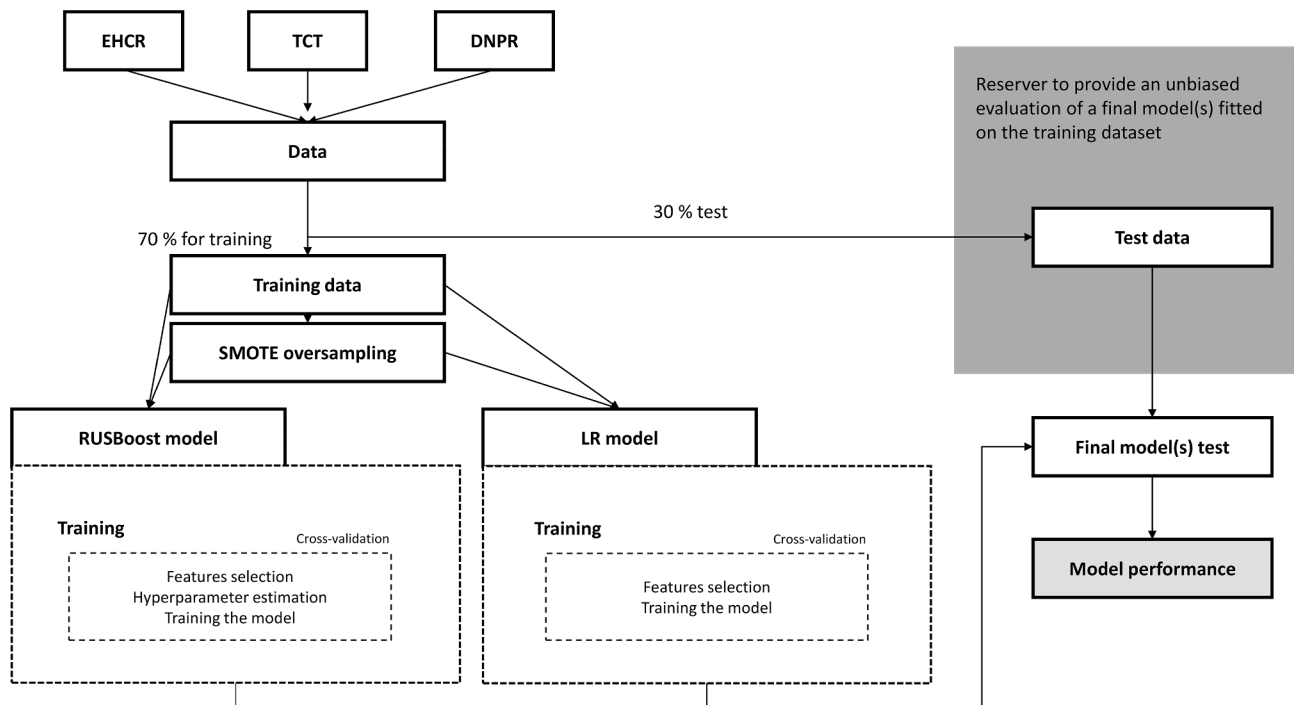 EHCR
TCT
DNPR
Reserver to provide an unbiased
evaluation of a final model(s) fitted
on the training dataset
Data
30 % test
70 % for training
Test data
Training data
SMOTE oversampling
RUSBoost model
LR model
Final model(s) test
Training
Cross-validation
Features selection
Hyperparameter estimation
Training the model
Training
Cross-validation
Features selection
Training the model
Model performance